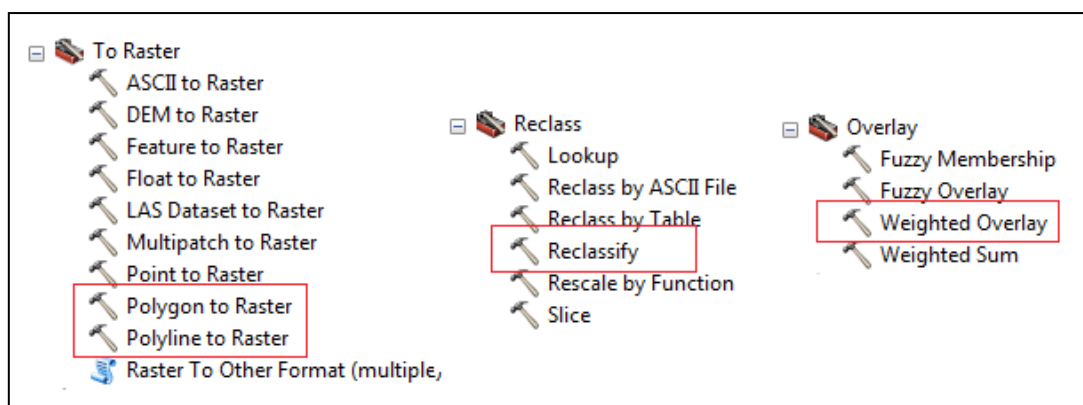 To Raster
ASCII to Raster
DEM to Raster
Feature to Raster
Float to Raster
LAS Dataset to Raster
Multipatch to Raster
Point to Raster
Polygon to Raster
Polyline to Raster
Raster To Other Format (multiple,
Reclass
Lookup
Reclass by ASCII File
Reclass by Table
Reclassify
Rescale by Function
Slice
Overlay
Fuzzy Membership
Fuzzy Overlay
Weighted Overlay
Weighted Sum